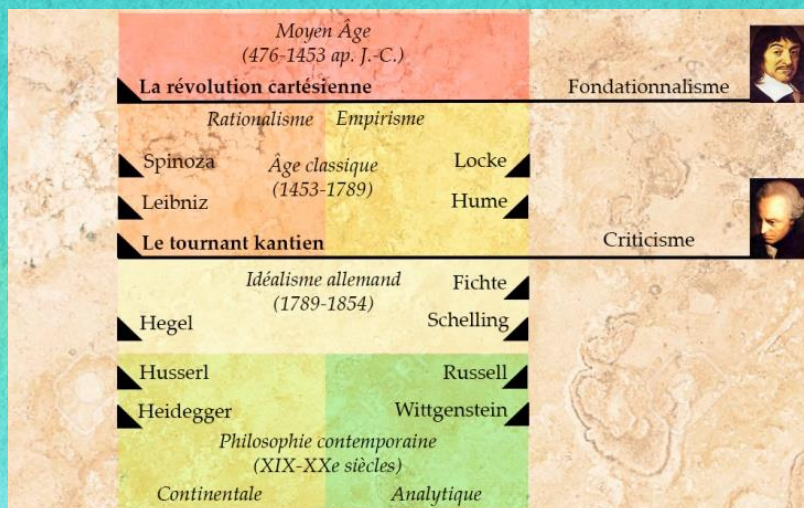 Moyen Âge
(476-1453 ap. J.-C.)
La révolution cartésienne
Fondationnalisme
Rationalisme
Empirisme
Spinoza
Âge classique
(1453-1789)
Locke
Leibniz
Hume
Le tournant kantien
Criticisme
Idéalisme allemand
(1789-1854)
Fichte
Hegel
Schelling
Husserl
Russell
Heidegger
Wittgenstein
Philosophie contemporaine
(XIX-XXe siècles)
Continentale
Analytique